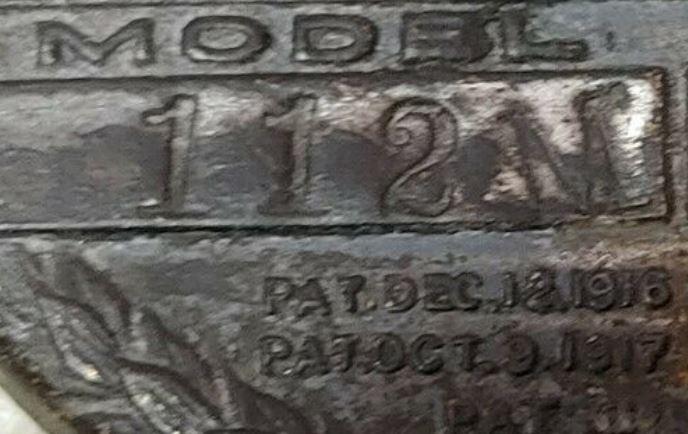 MODEL
112M
PAT. DEC. 12. 1916
PAT. OCT. 9. 1917